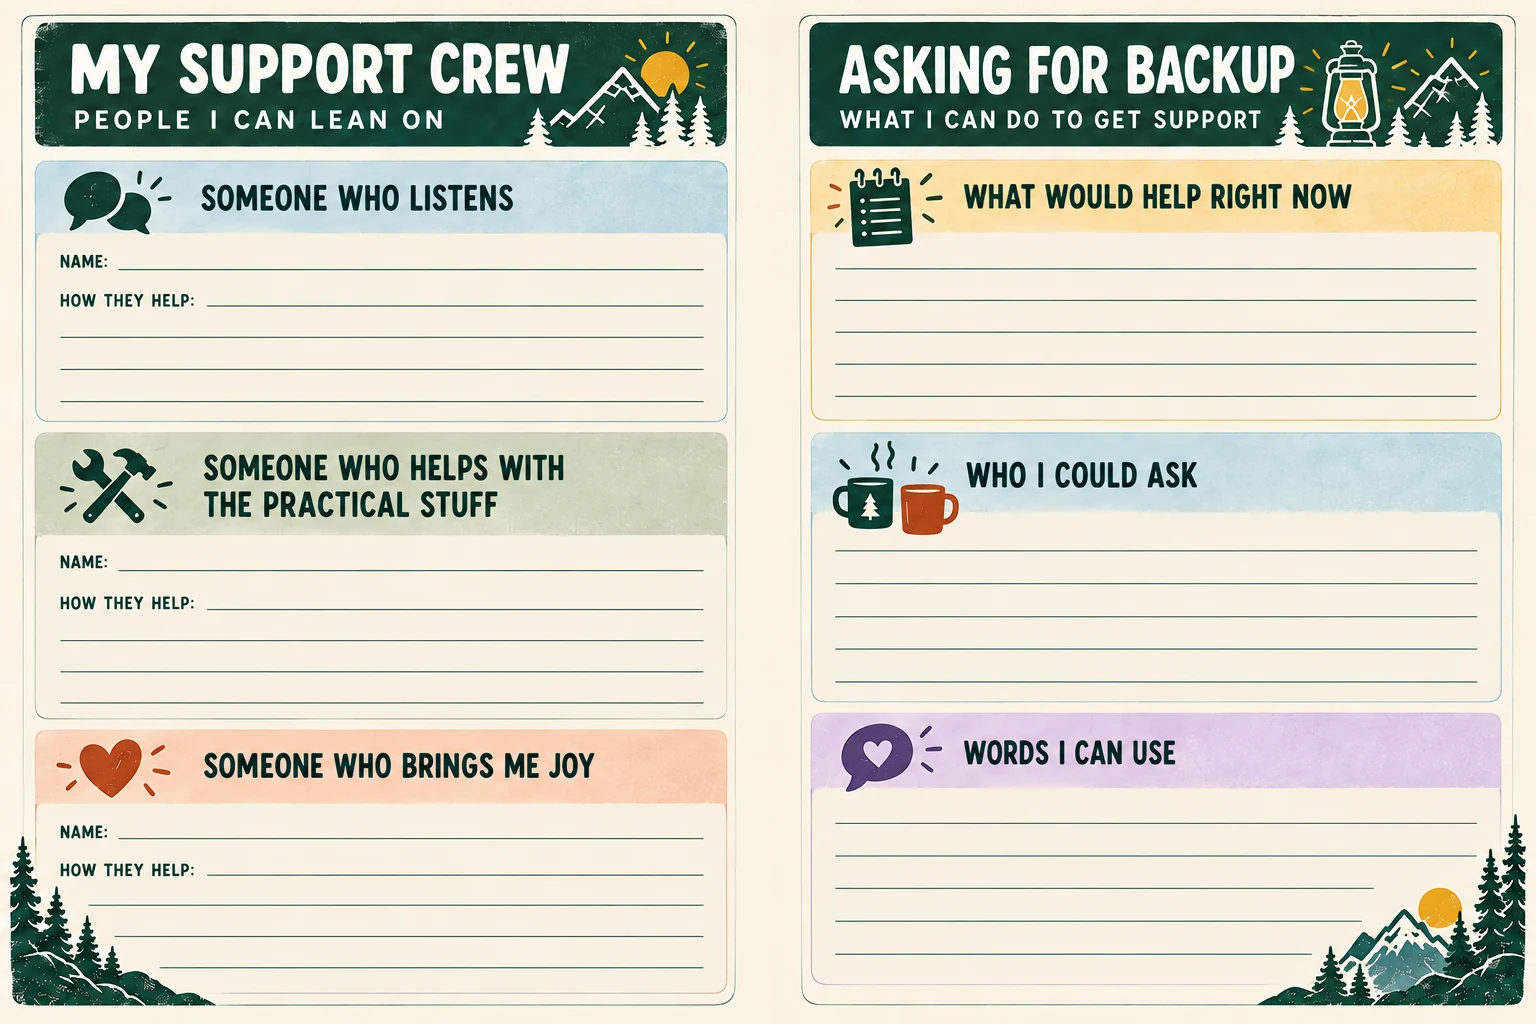 MY SUPPORT CREW
PEOPLE I CAN LEAN ON
SOMEONE WHO LISTENS
NAME:
HOW THEY HELP:
SOMEONE WHO HELPS WITH
THE PRACTICAL STUFF
NAME:
HOW THEY HELP:
SOMEONE WHO BRINGS ME JOY
NAME:
HOW THEY HELP:
ASKING FOR BACKUP
WHAT I CAN DO TO GET SUPPORT
WHAT WOULD HELP RIGHT NOW
WHO I COULD ASK
WORDS I CAN USE